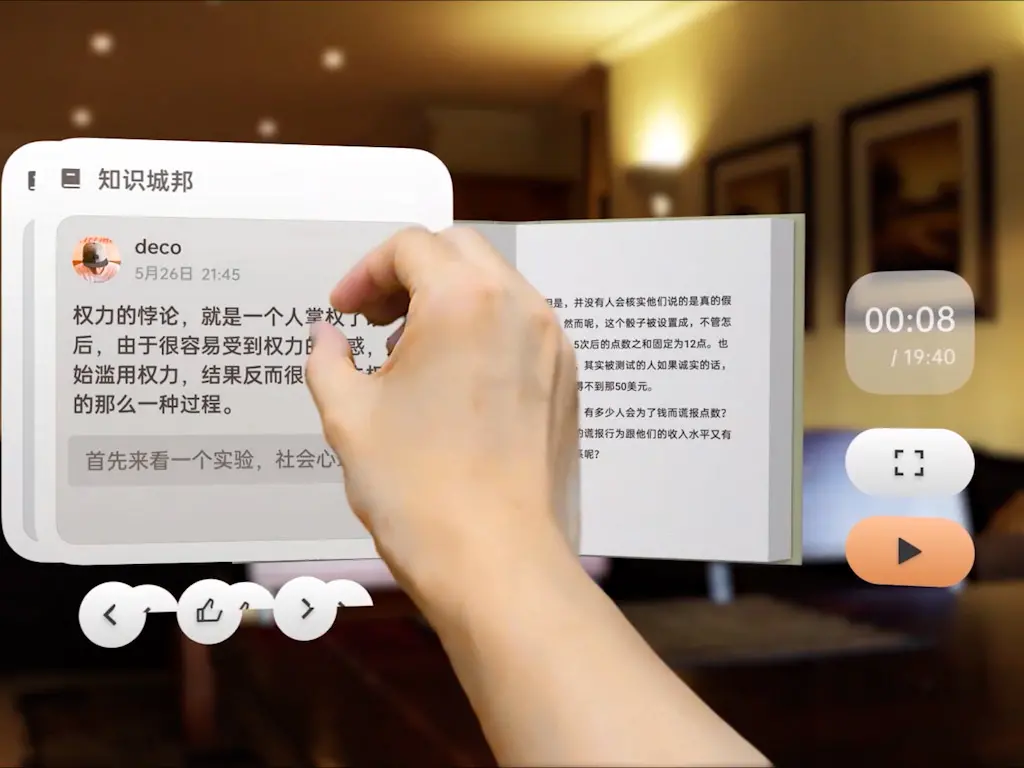 知识城邦
deco
5月26日 21:45
权力的悖论，就是一个人掌权了
后，由于很容易受到权力的 惑，
始滥用权力，结果反而很
的那么一种过程。
首先来看一个实验，社会心
但是，并没有人会核实他们说的是真的假
然而呢，这个骰子被设置成，不管怎
5次后的点数之和固定为12点。也
其实被测试的人如果诚实的话，
得不到那50美元。
有多少人会为了钱而谎报点数？
的谎报行为跟他们的收入水平又有
系呢？
00:08
/ 19:40